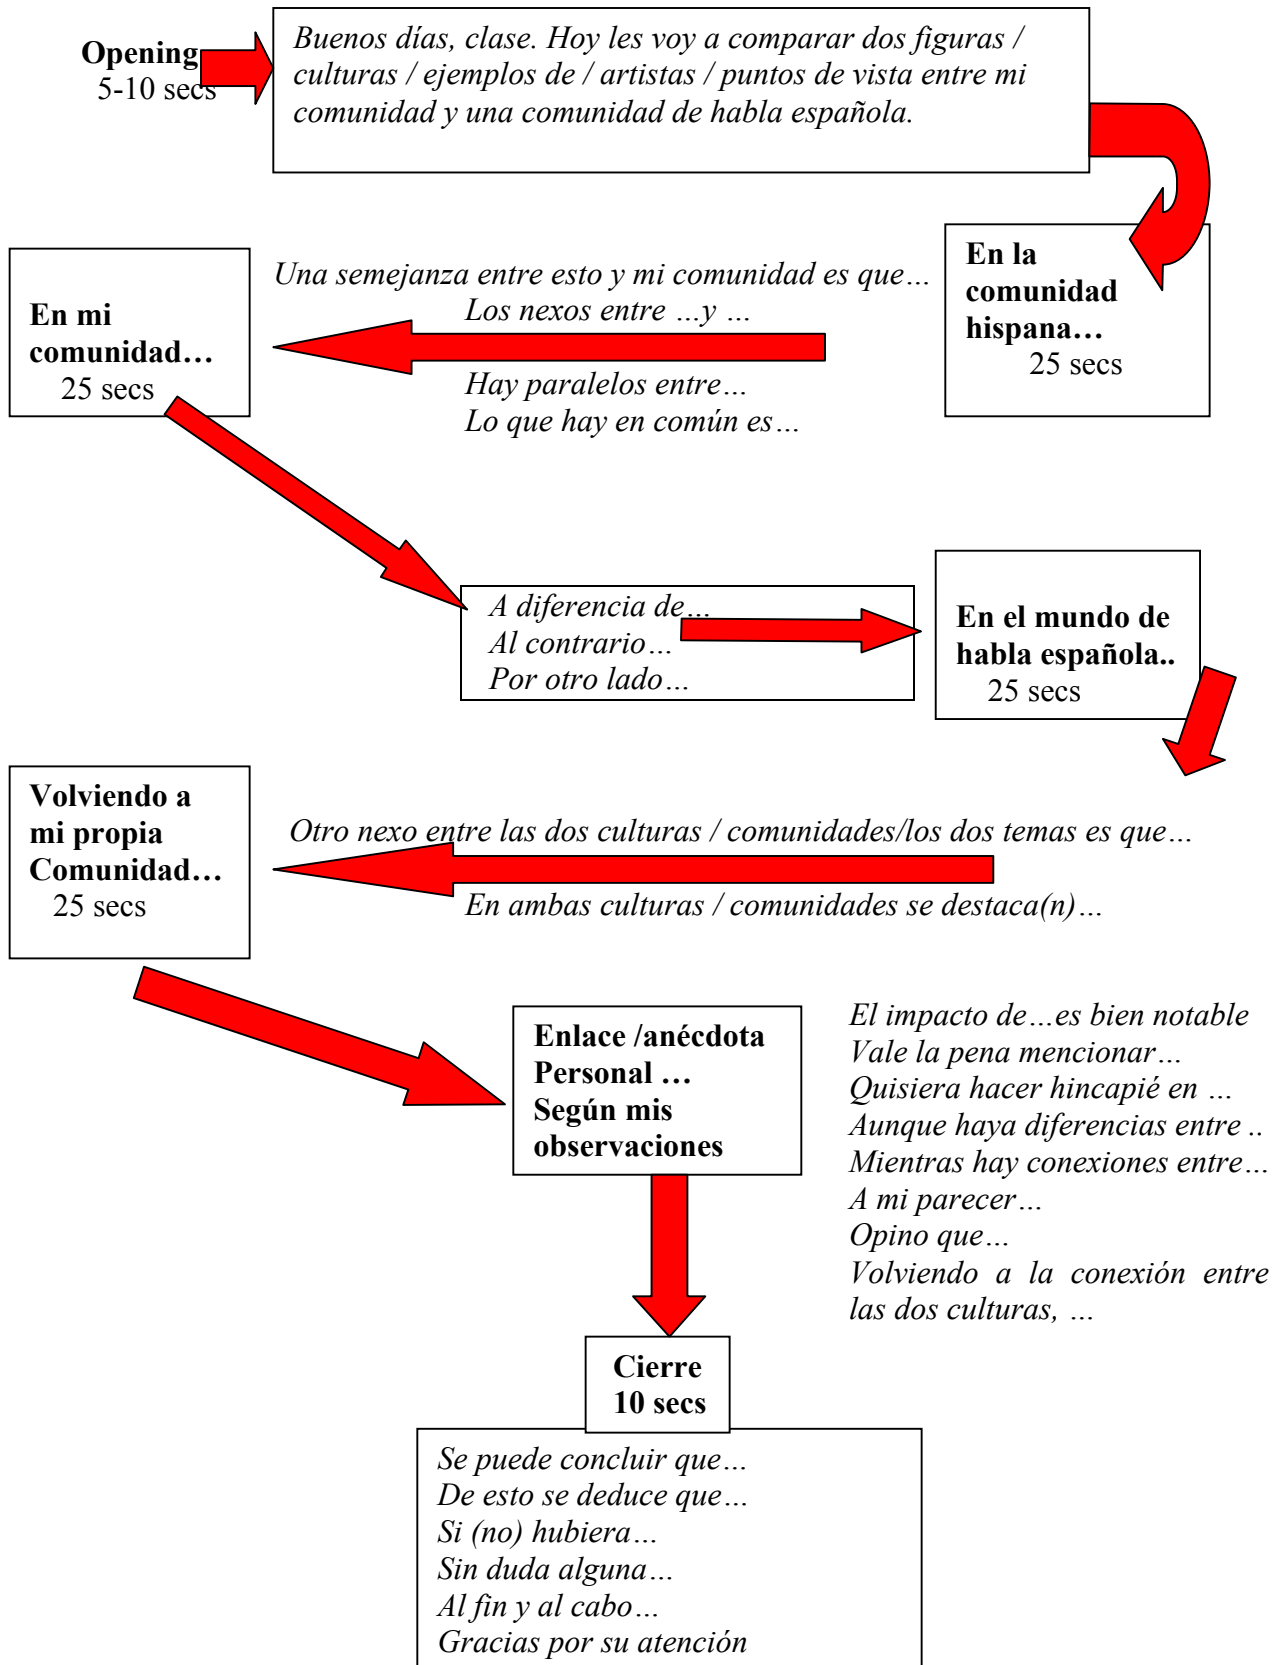 Opening
5-10 secs
Buenos días, clase. Hoy les voy a comparar dos figuras /
culturas / ejemplos de / artistas / puntos de vista entre mi
comunidad y una comunidad de habla española.
En la
comunidad
hispana…
25 secs
Una semejanza entre esto y mi comunidad es que…
Los nexos entre …y …
Hay paralelos entre…
Lo que hay en común es…
En mi
comunidad…
25 secs
A diferencia de…
Al contrario…
Por otro lado…
En el mundo de
habla española..
25 secs
Otro nexo entre las dos culturas / comunidades/los dos temas es que…
En ambas culturas / comunidades se destaca(n)…
Volviendo a
mi propia
Comunidad…
25 secs
Enlace /anécdota
Personal …
Según mis
observaciones
El impacto de…es bien notable
Vale la pena mencionar…
Quisiera hacer hincapié en …
Aunque haya diferencias entre ..
Mientras hay conexiones entre…
A mi parecer…
Opino que…
Volviendo a la conexión entre
las dos culturas, …
Cierre
10 secs
Se puede concluir que…
De esto se deduce que…
Si (no) hubiera…
Sin duda alguna…
Al fin y al cabo…
Gracias por su atención